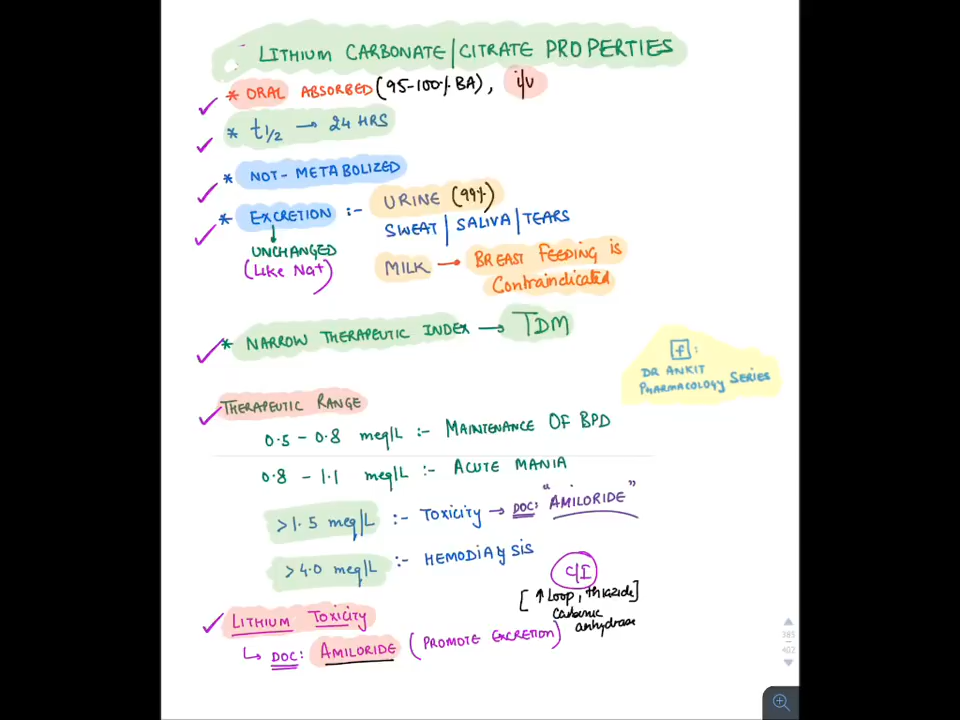 LITHIUM CARBONATE/CITRATE PROPERTIES
* ORAL ABSORBED (95-100% BA), i/v
* t1/2 → 24 HRS
* NOT-METABOLIZED
* EXCRETION :- URINE (99%)
SWEAT | SALIVA | TEARS
UNCHANGED
(Like Na+)
MILK → BREAST FEEDING is
Contraindicated
* NARROW THERAPEUTIC INDEX → TDM
f :
DR ANKIT
PHARMACOLOGY SERIES
THERAPEUTIC RANGE
0.5 - 0.8 meq/L :- MAINTENANCE OF BPD
0.8 - 1.1 meq/L :- ACUTE MANIA
>1.5 meq/L :- TOXICITY → DOC: "AMILORIDE"
>4.0 meq/L :- HEMODIAlySIS
C/I
[↑ Loop, thiazide]
carbonic
anhydrase
LITHIUM TOXICITY
↳ DOC: AMILORIDE (PROMOTE EXCRETION)
385
-
402